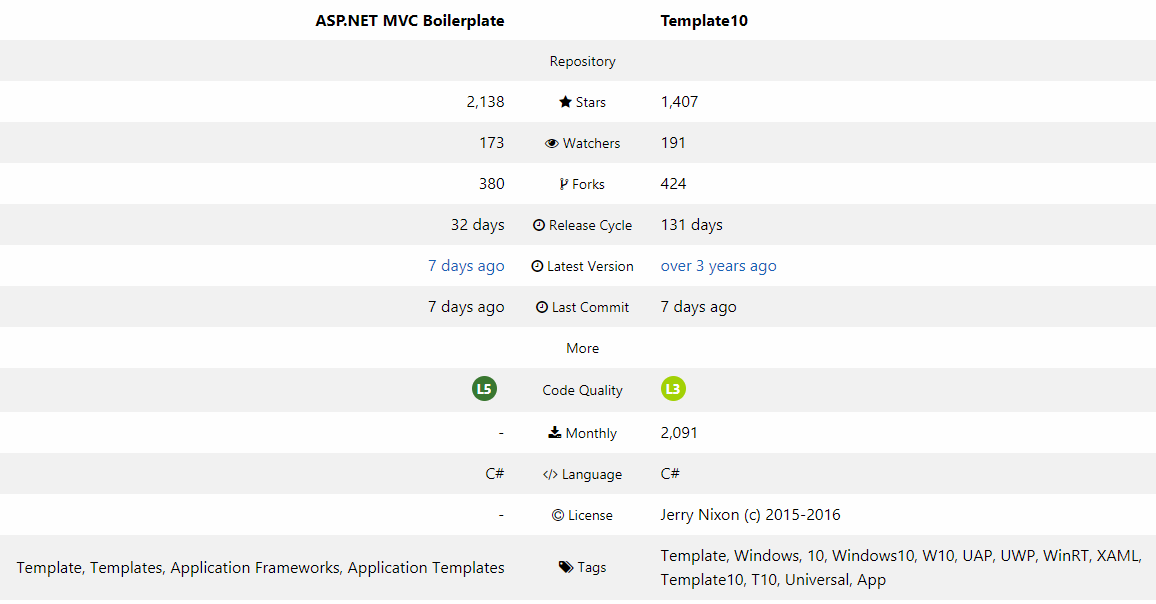 ASP.NET MVC Boilerplate Template10
Repository
2,138 Stars 1,407
173 Watchers 191
380 Forks 424
32 days Release Cycle 131 days
7 days ago Latest Version over 3 years ago
7 days ago Last Commit 7 days ago
More
L5 Code Quality L3
- Monthly 2,091
C# </> Language C#
- © License Jerry Nixon (c) 2015-2016
Template, Templates, Application Frameworks, Application Templates Tags Template, Windows, 10, Windows10, W10, UAP, UWP, WinRT, XAML,
Template10, T10, Universal, App